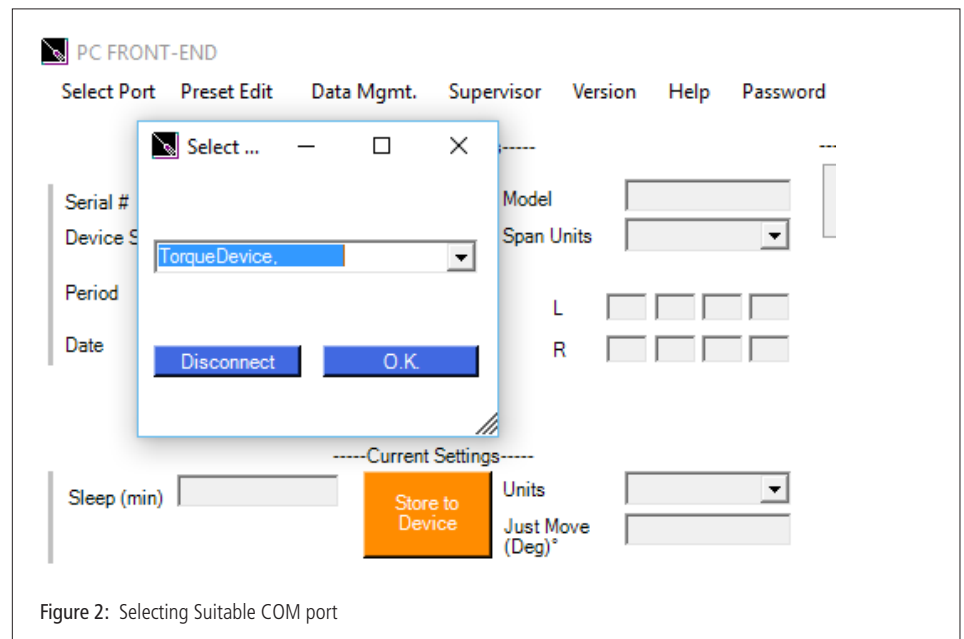 PC FRONT-END
Select Port Preset Edit Data Mgmt. Supervisor Version Help Password
Select ...
Serial #
Model
Device S
Span Units
TorqueDevice,
Period
L
Date
R
Disconnect O.K.
-----Current Settings-----
Sleep (min)
Store to
Device
Units
Just Move
(Deg)°
Figure 2: Selecting Suitable COM port